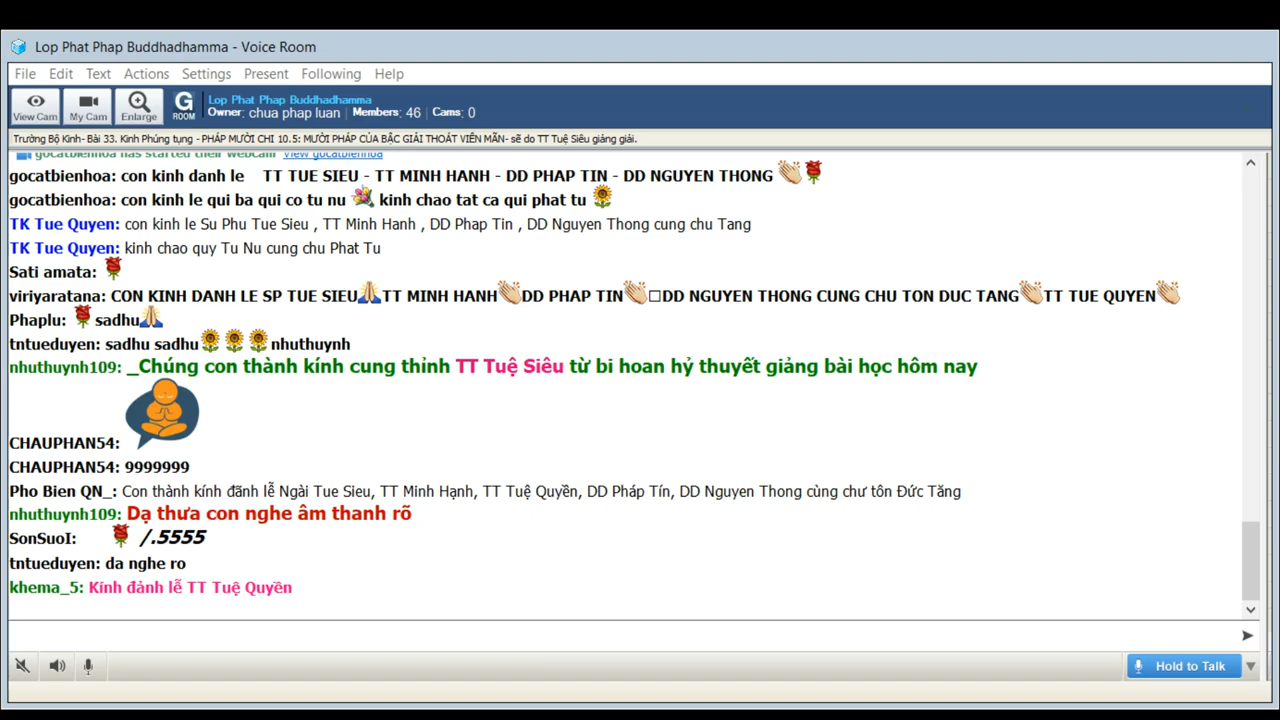 Lop Phat Phap Buddhadhamma - Voice Room
File Edit Text Actions Settings Present Following Help
View Cam My Cam Enlarge G ROOM Lop Phat Phap Buddhadhamma
Owner: chua phap luan Members: 46 Cams: 0
Trường Bộ Kinh- Bài 33. Kinh Phúng tụng - PHÁP MƯỜI CHI 10.5: MƯỜI PHÁP CỦA BẬC GIẢI THOÁT VIÊN MÃN- sẽ do TT Tuệ Siêu giảng giải.
gocatbienhoa has started their webcam View gocatbienhoa
gocatbienhoa: con kinh danh le TT TUE SIEU - TT MINH HANH - DD PHAP TIN - DD NGUYEN THONG
gocatbienhoa: con kinh le qui ba qui co tu nu kinh chao tat ca qui phat tu
TK Tue Quyen: con kinh le Su Phu Tue Sieu , TT Minh Hanh , DD Phap Tin , DD Nguyen Thong cung chu Tang
TK Tue Quyen: kinh chao quy Tu Nu cung chu Phat Tu
Sati amata:
viriyaratana: CON KINH DANH LE SP TUE SIEU TT MINH HANH DD PHAP TIN □DD NGUYEN THONG CUNG CHU TON DUC TANG TT TUE QUYEN
Phaplu: sadhu
tntueduyen: sadhu sadhu nhuthuynh
nhuthuynh109: _Chúng con thành kính cung thỉnh TT Tuệ Siêu từ bi hoan hỷ thuyết giảng bài học hôm nay
CHAUPHAN54:
CHAUPHAN54: 9999999
Pho Bien QN_: Con thành kính đãnh lễ Ngài Tue Sieu, TT Minh Hạnh, TT Tuệ Quyền, DD Pháp Tín, DD Nguyen Thong cùng chư tôn Đức Tăng
nhuthuynh109: Dạ thưa con nghe âm thanh rõ
SonSuoI: /.5555
tntueduyen: da nghe ro
khema_5: Kính đảnh lễ TT Tuệ Quyền
Hold to Talk